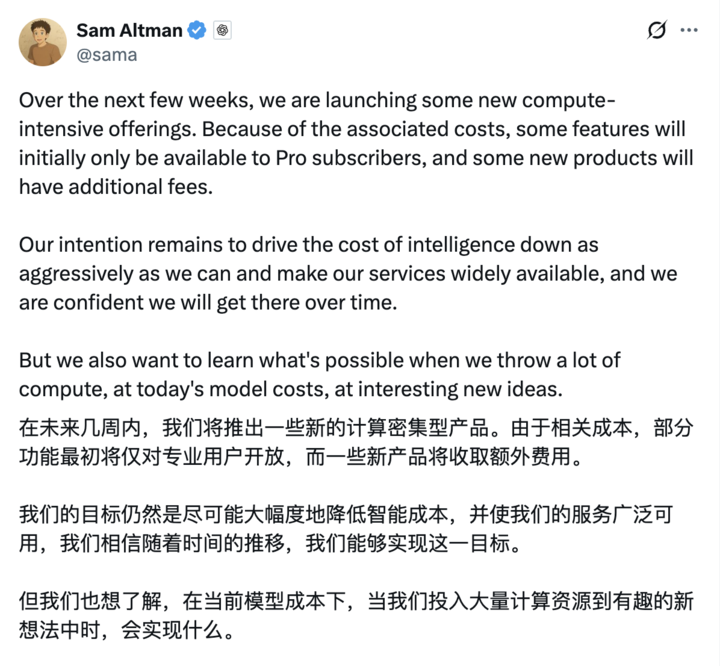 Sam Altman
@sama
Over the next few weeks, we are launching some new compute-
intensive offerings. Because of the associated costs, some features will
initially only be available to Pro subscribers, and some new products will
have additional fees.
Our intention remains to drive the cost of intelligence down as
aggressively as we can and make our services widely available, and we
are confident we will get there over time.
But we also want to learn what's possible when we throw a lot of
compute, at today's model costs, at interesting new ideas.
在未来几周内，我们将推出一些新的计算密集型产品。由于相关成本，部分
功能最初将仅对专业用户开放，而一些新产品将收取额外费用。
我们的目标仍然是尽可能大幅度地降低智能成本，并使我们的服务广泛可
用，我们相信随着时间的推移，我们能够实现这一目标。
但我们也想了解，在当前模型成本下，当我们投入大量计算资源到有趣的新
想法中时，会实现什么。